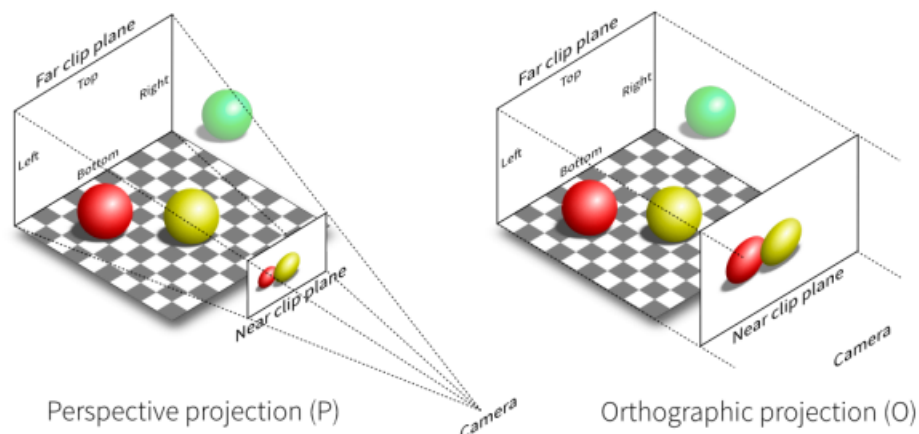 Far clip plane
Top
Right
Left
Bottom
Near clip plane
Camera
Perspective projection (P)
Far clip plane
Top
Right
Left
Bottom
Near clip plane
Camera
Orthographic projection (O)